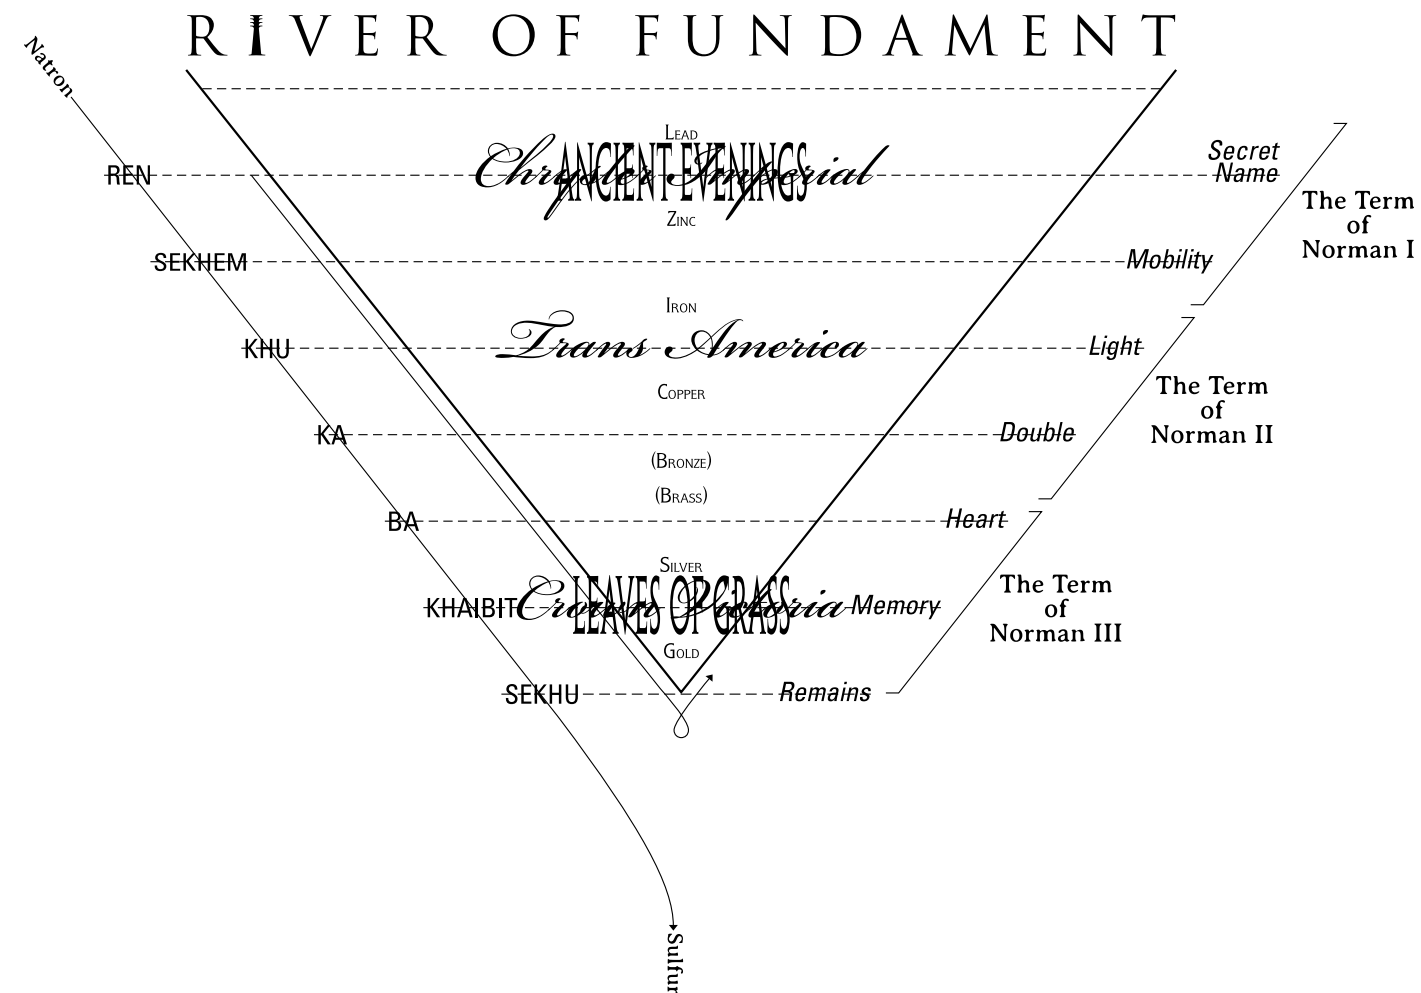 RIVER OF FUNDAMENT
Natron
LEAD
Chrysler Imperial
ANCIENT EVENINGS
REN
Secret
Name
ZINC
The Term
of
Norman I
SEKHEM
Mobility
IRON
KHU
Trans America
Light
COPPER
The Term
of
Norman II
KA
Double
(BRONZE)
(BRASS)
BA
Heart
SILVER
KHAIBIT
Crown Victoria
LEAVES OF GRASS
Memory
The Term
of
Norman III
GOLD
SEKHU
Remains
Sulfur